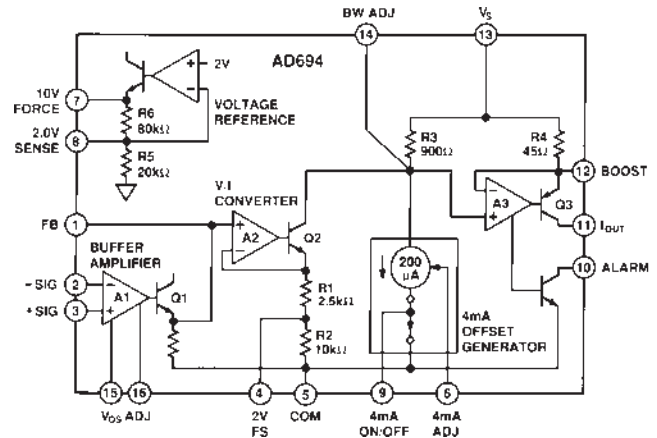 BW ADJ
VS
14
13
AD694
2V
10V
FORCE
7
R6
80kΩ
VOLTAGE
REFERENCE
2.0V
SENSE
8
R5
20kΩ
R3
900Ω
R4
45Ω
12
BOOST
V-I
CONVERTER
A3
Q3
FB
1
A2
Q2
11
IOUT
BUFFER
AMPLIFIER
200
μA
10
ALARM
-SIG
2
A1
Q1
R1
2.5kΩ
+SIG
3
R2
10kΩ
4mA
OFFSET
GENERATOR
15
16
4
5
9
6
VOS ADJ
2V
FS
COM
4mA
ON:OFF
4mA
ADJ